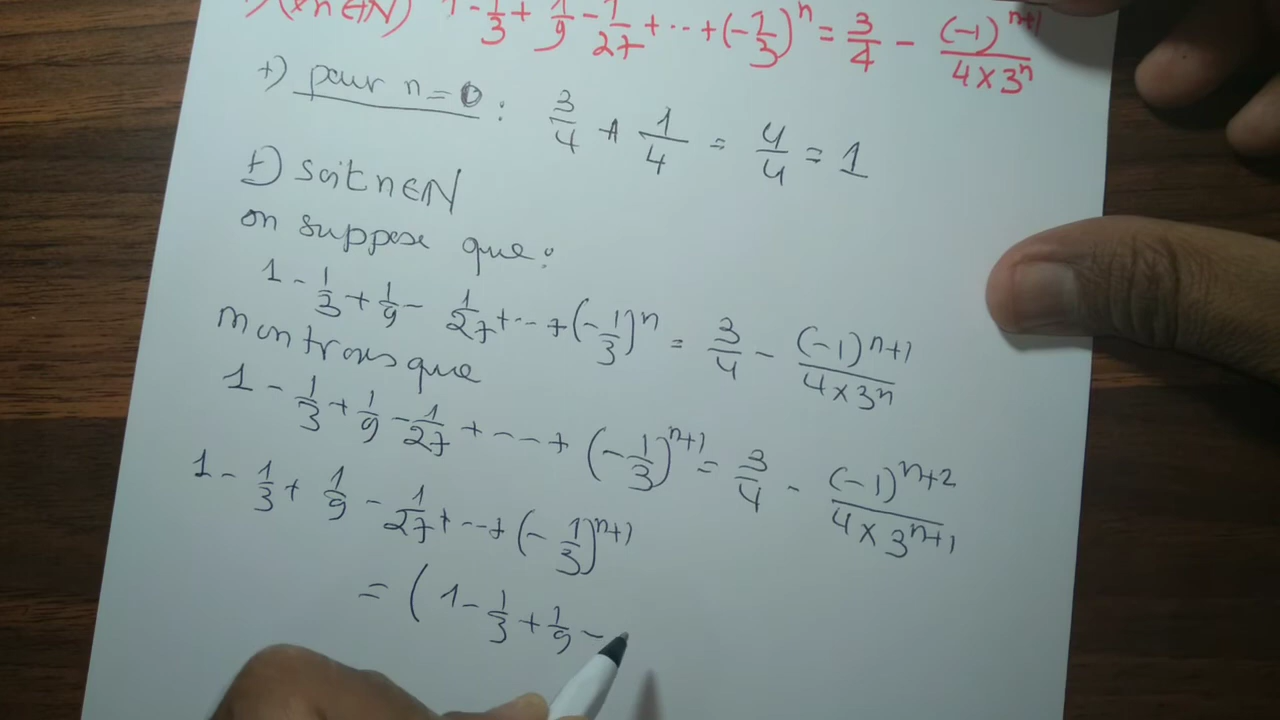 (∀n∈ℕ) 1 - 1/3 + 1/9 - 1/27 + ... + (-1/3)^n = 3/4 - (-1)^(n+1)/(4×3^n)
+) pour n=0 : 3/4 + 1/4 = 4/4 = 1
+) Soit n∈ℕ
on suppose que :
1 - 1/3 + 1/9 - 1/27 + ... + (-1/3)^n = 3/4 - (-1)^(n+1)/(4×3^n)
montrons que
1 - 1/3 + 1/9 - 1/27 + ... + (-1/3)^(n+1) = 3/4 - (-1)^(n+2)/(4×3^(n+1))
1 - 1/3 + 1/9 - 1/27 + ... + (-1/3)^(n+1)
= (1 - 1/3 + 1/9 -